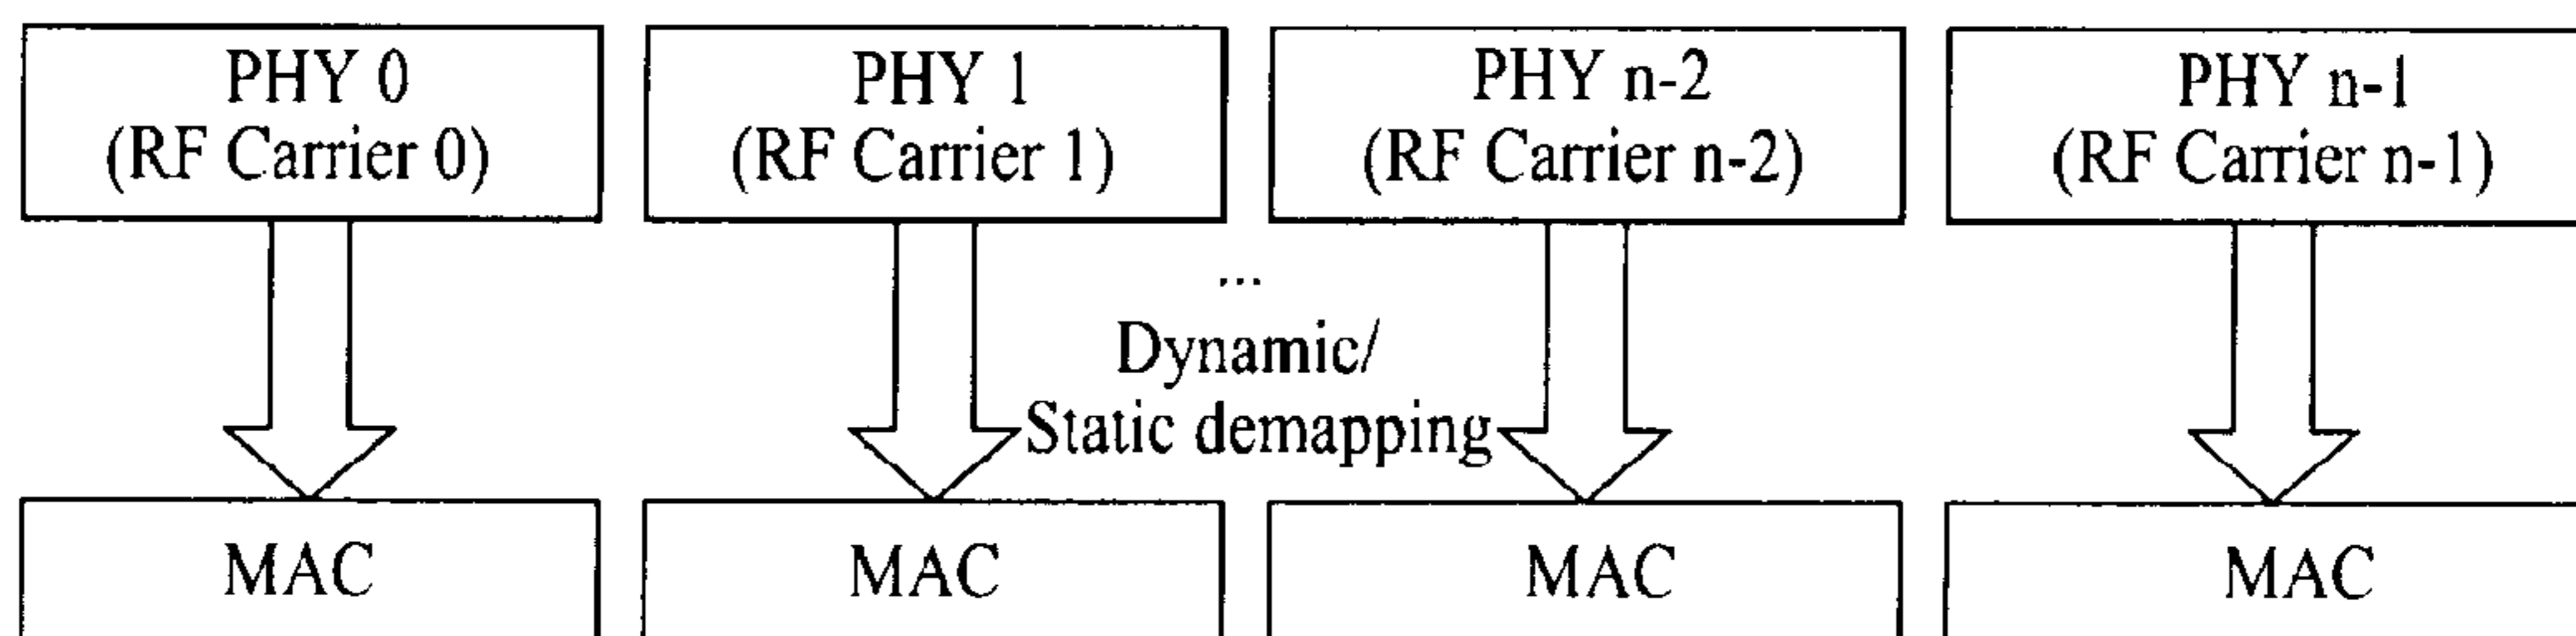 PHY 0
(RF Carrier 0)
PHY 1
(RF Carrier 1)
PHY n-2
(RF Carrier n-2)
PHY n-1
(RF Carrier n-1)
...
Dynamic/
Static demapping
MAC
MAC
MAC
MAC